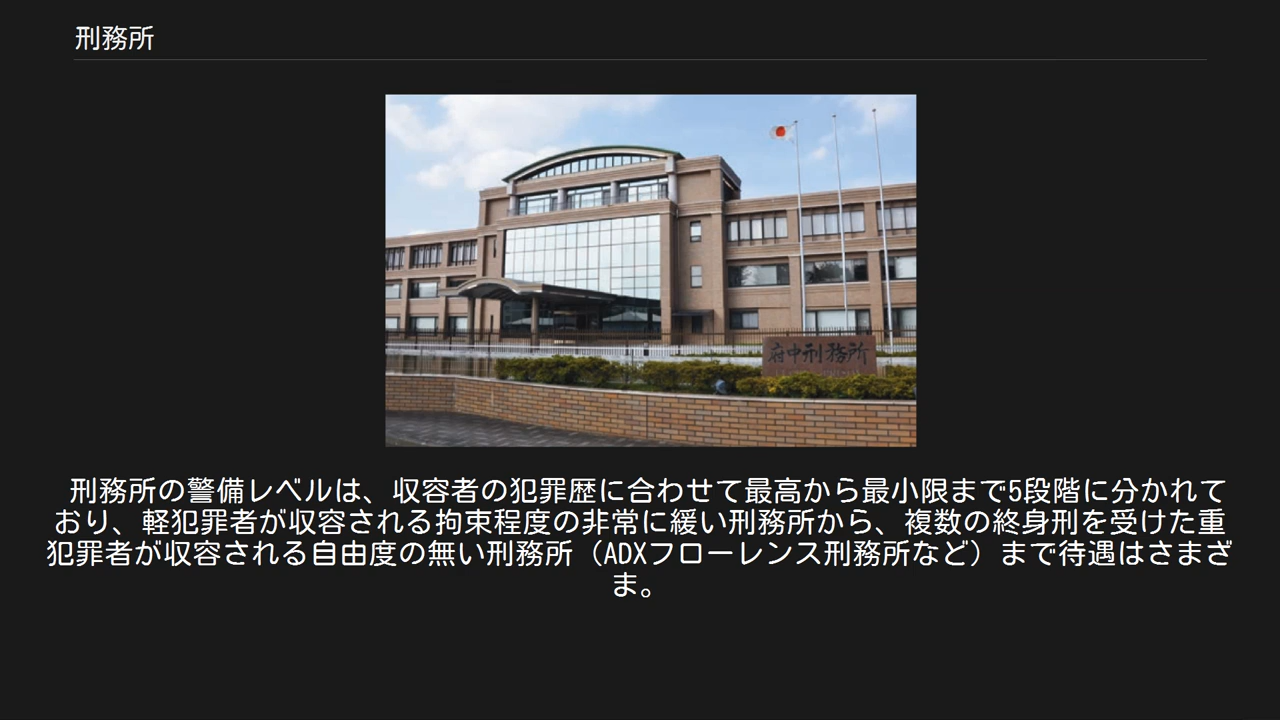 刑務所
府中刑務所
刑務所の警備レベルは、収容者の犯罪歴に合わせて最高から最小限まで5段階に分かれて
おり、軽犯罪者が収容される拘束程度の非常に緩い刑務所から、複数の終身刑を受けた重
犯罪者が収容される自由度の無い刑務所（ADXフローレンス刑務所など）まで待遇はさまざ
ま。